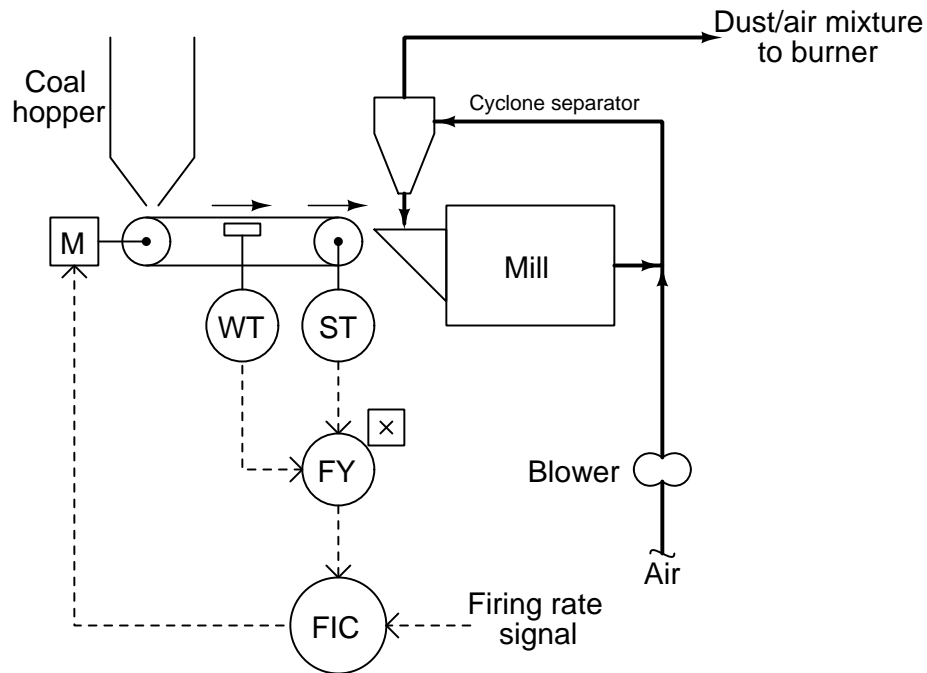 Dust/air mixture
to burner
Coal
hopper
Cyclone separator
M
Mill
WT
ST
×
FY
Blower
Air
Firing rate
signal
FIC